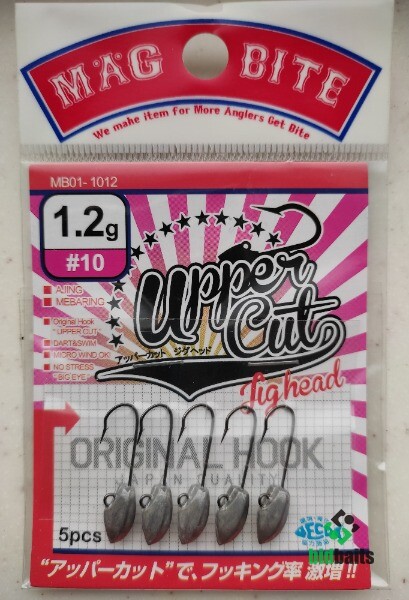 MAG BITE
We make item for More Anglers Get Bite
MB01-1012
1.2g
#10
AJING
MEBARING
Original Hook
"UPPER CUT"
DART&SWIM
MICRO WIND OK!
NO STRESS
"BIG EYE"
Upper
Cut
アッパーカット ジグヘッド
Jighead
ORIGINAL HOOK
JAPAN QUALITY
5pcs
baits
"アッパーカット"で、フッキング率 激増!!